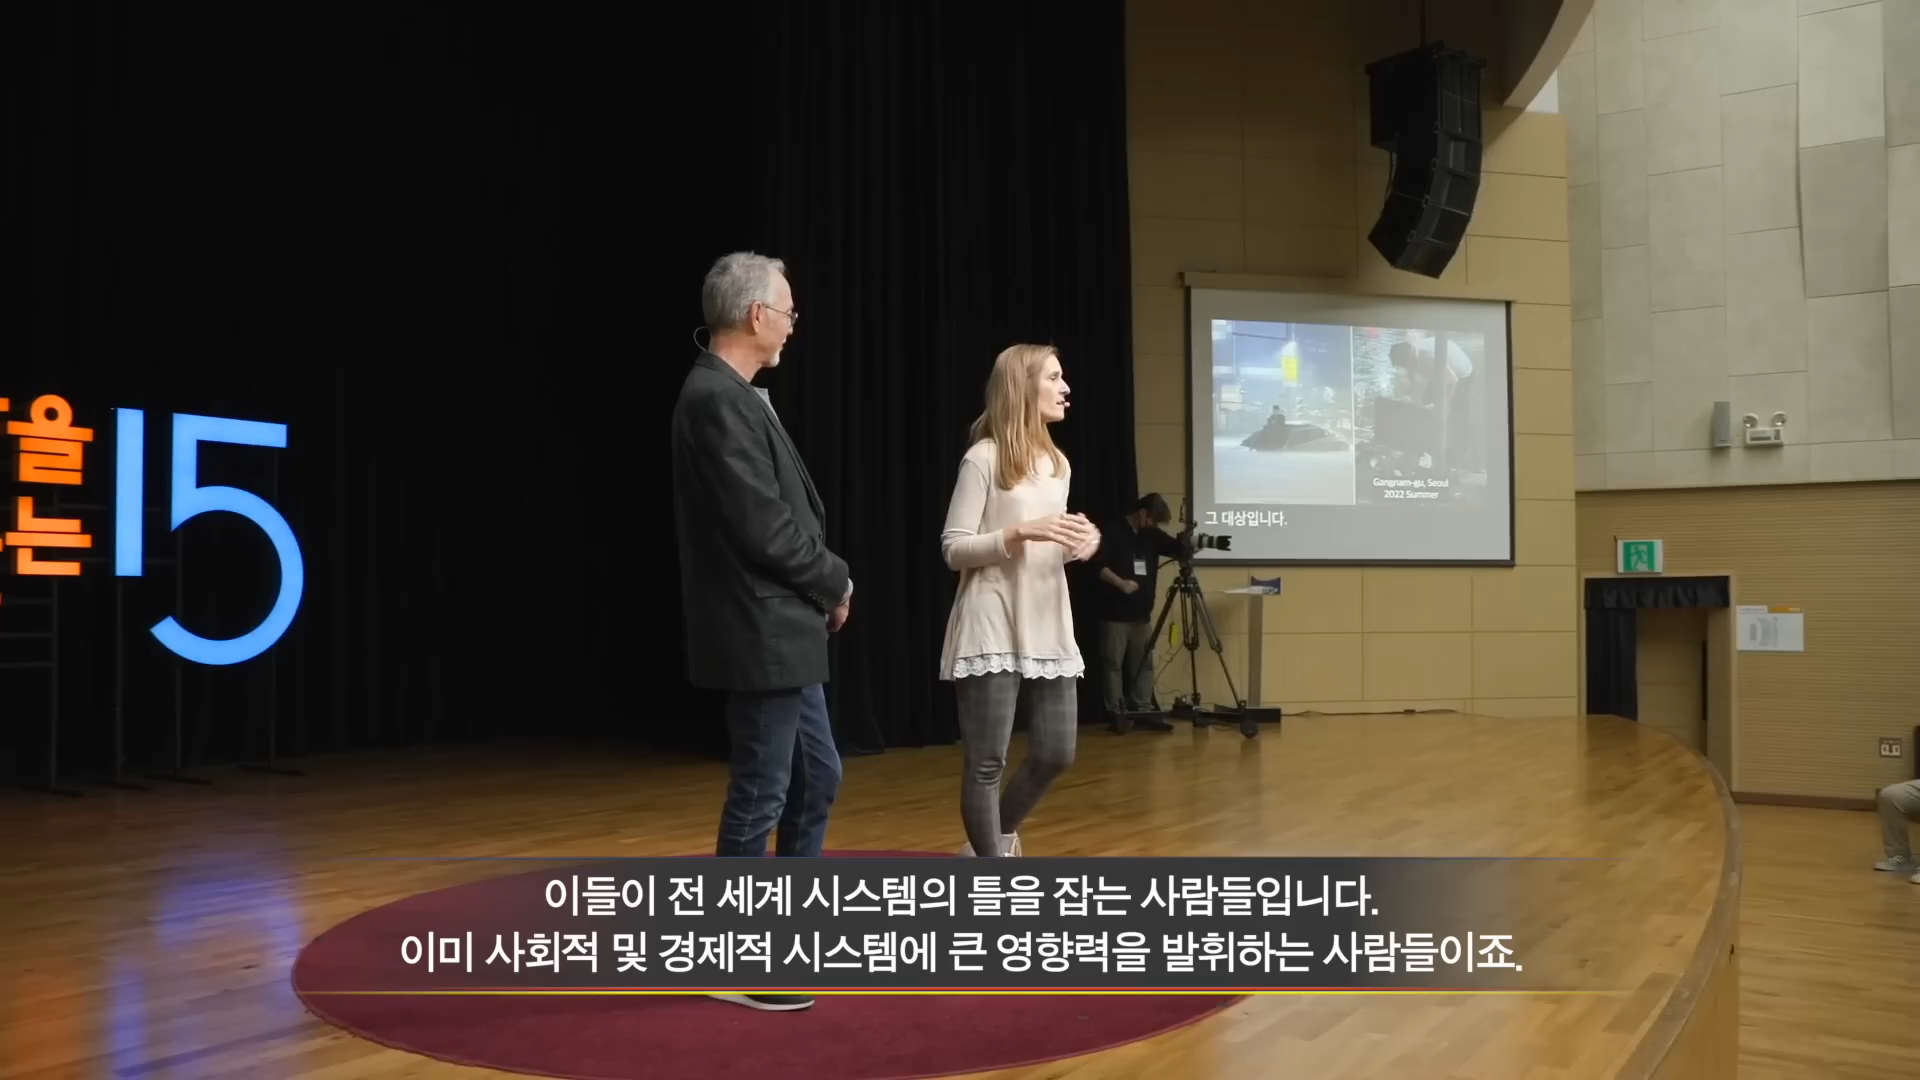 을
는
15
Gangnam-gu, Seoul
2022 Summer
그 대상입니다.
이들이 전 세계 시스템의 틀을 잡는 사람들입니다.
이미 사회적 및 경제적 시스템에 큰 영향력을 발휘하는 사람들이죠.